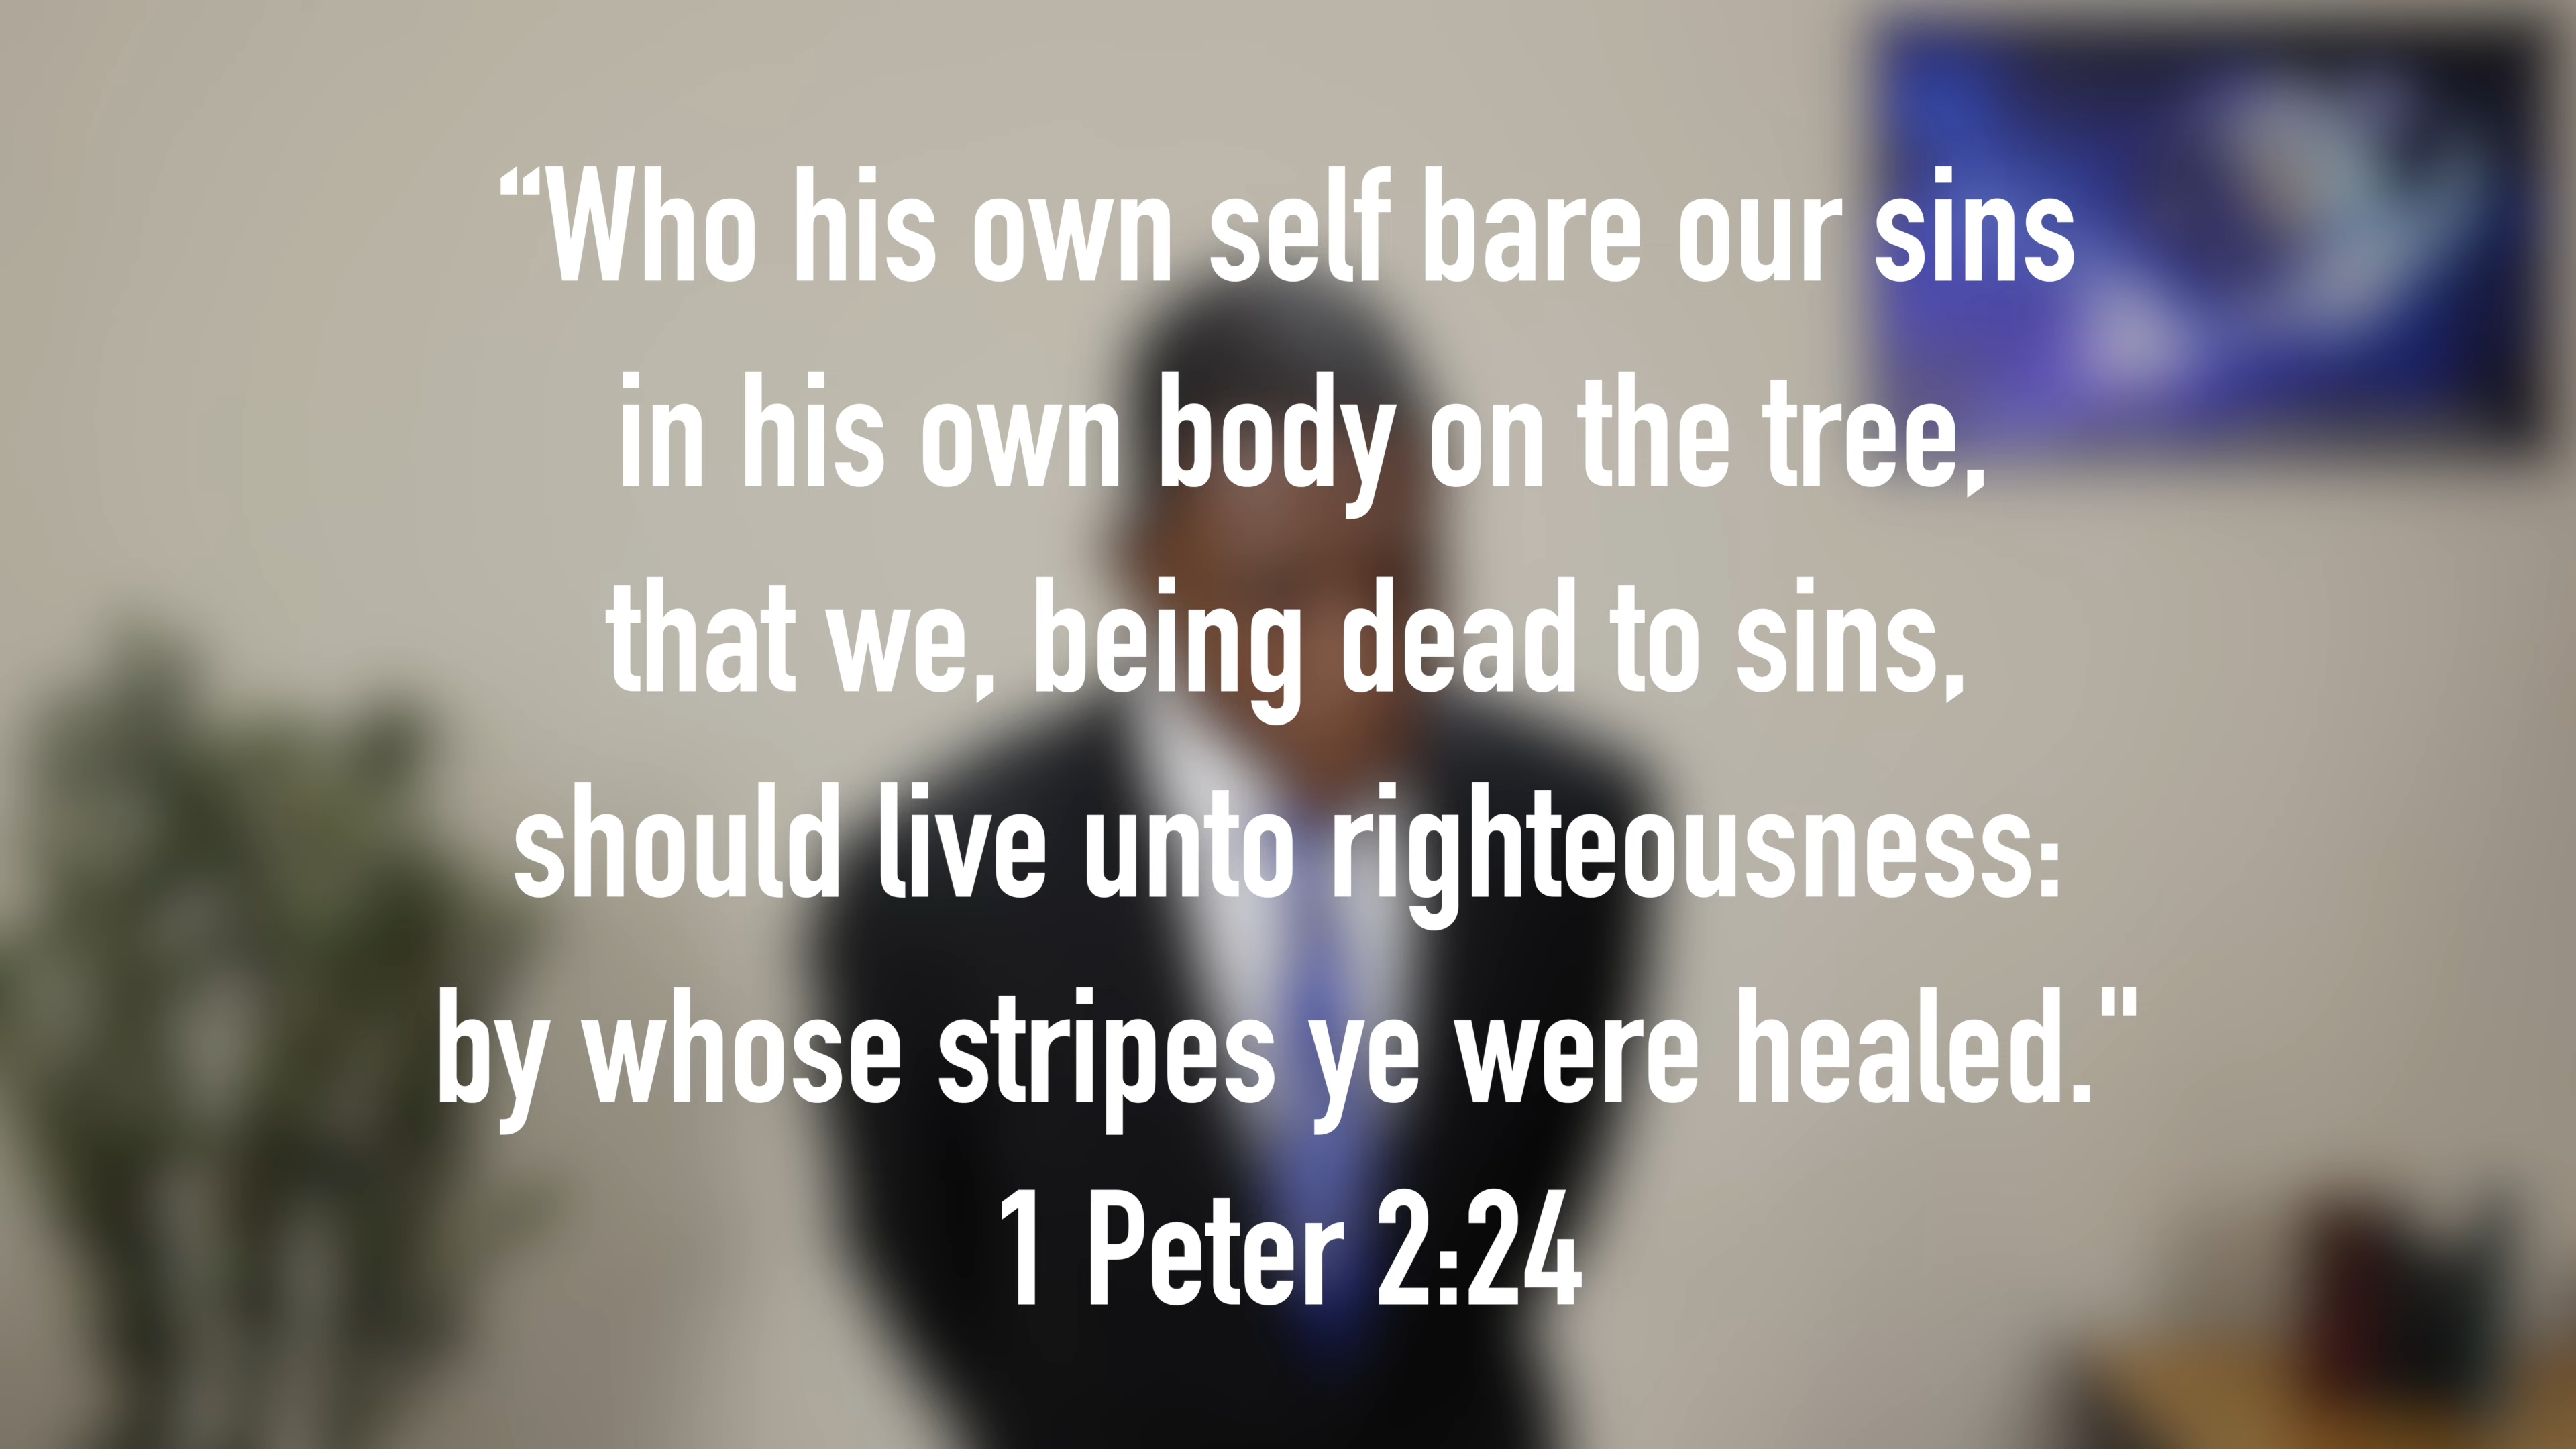 “Who his own self bare our sins
in his own body on the tree,
that we, being dead to sins,
should live unto righteousness:
by whose stripes ye were healed."
1 Peter 2:24